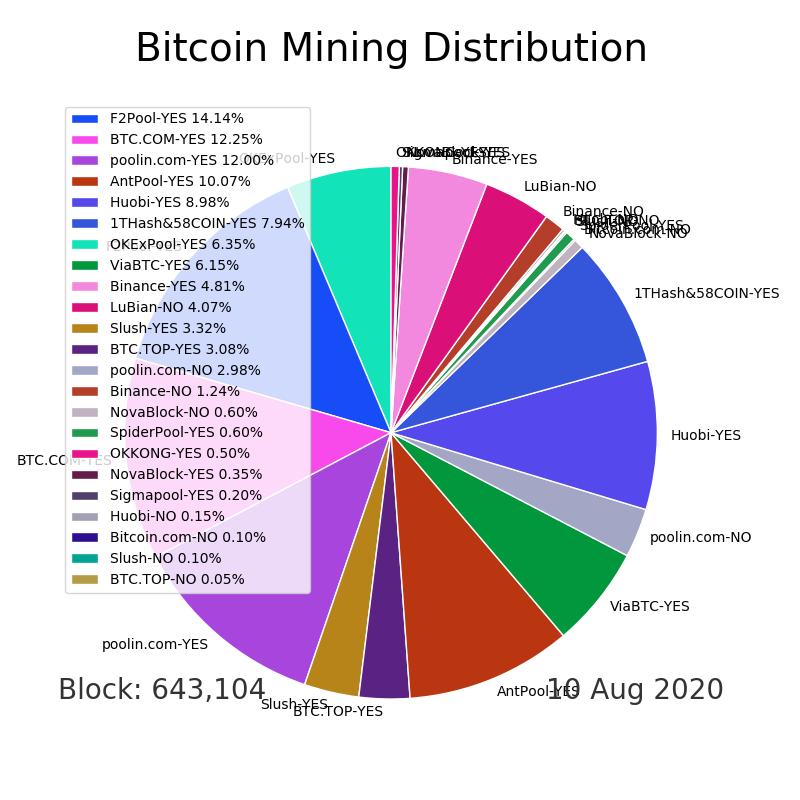 Bitcoin Mining Distribution
F2Pool-YES 14.14%
BTC.COM-YES 12.25%
poolin.com-YES 12.00%
AntPool-YES 10.07%
Huobi-YES 8.98%
1THash&58COIN-YES 7.94%
OKExPool-YES 6.35%
ViaBTC-YES 6.15%
Binance-YES 4.81%
LuBian-NO 4.07%
Slush-YES 3.32%
BTC.TOP-YES 3.08%
poolin.com-NO 2.98%
Binance-NO 1.24%
NovaBlock-NO 0.60%
SpiderPool-YES 0.60%
OKKONG-YES 0.50%
NovaBlock-YES 0.35%
Sigmapool-YES 0.20%
Huobi-NO 0.15%
Bitcoin.com-NO 0.10%
Slush-NO 0.10%
BTC.TOP-NO 0.05%
Binance-YES
LuBian-NO
Binance-NO
NovaBlock-NO
1THash&58COIN-YES
Huobi-YES
poolin.com-NO
ViaBTC-YES
AntPool-YES
BTC.TOP-YES
Slush-YES
poolin.com-YES
BTC.COM-YES
Block: 643,104
10 Aug 2020